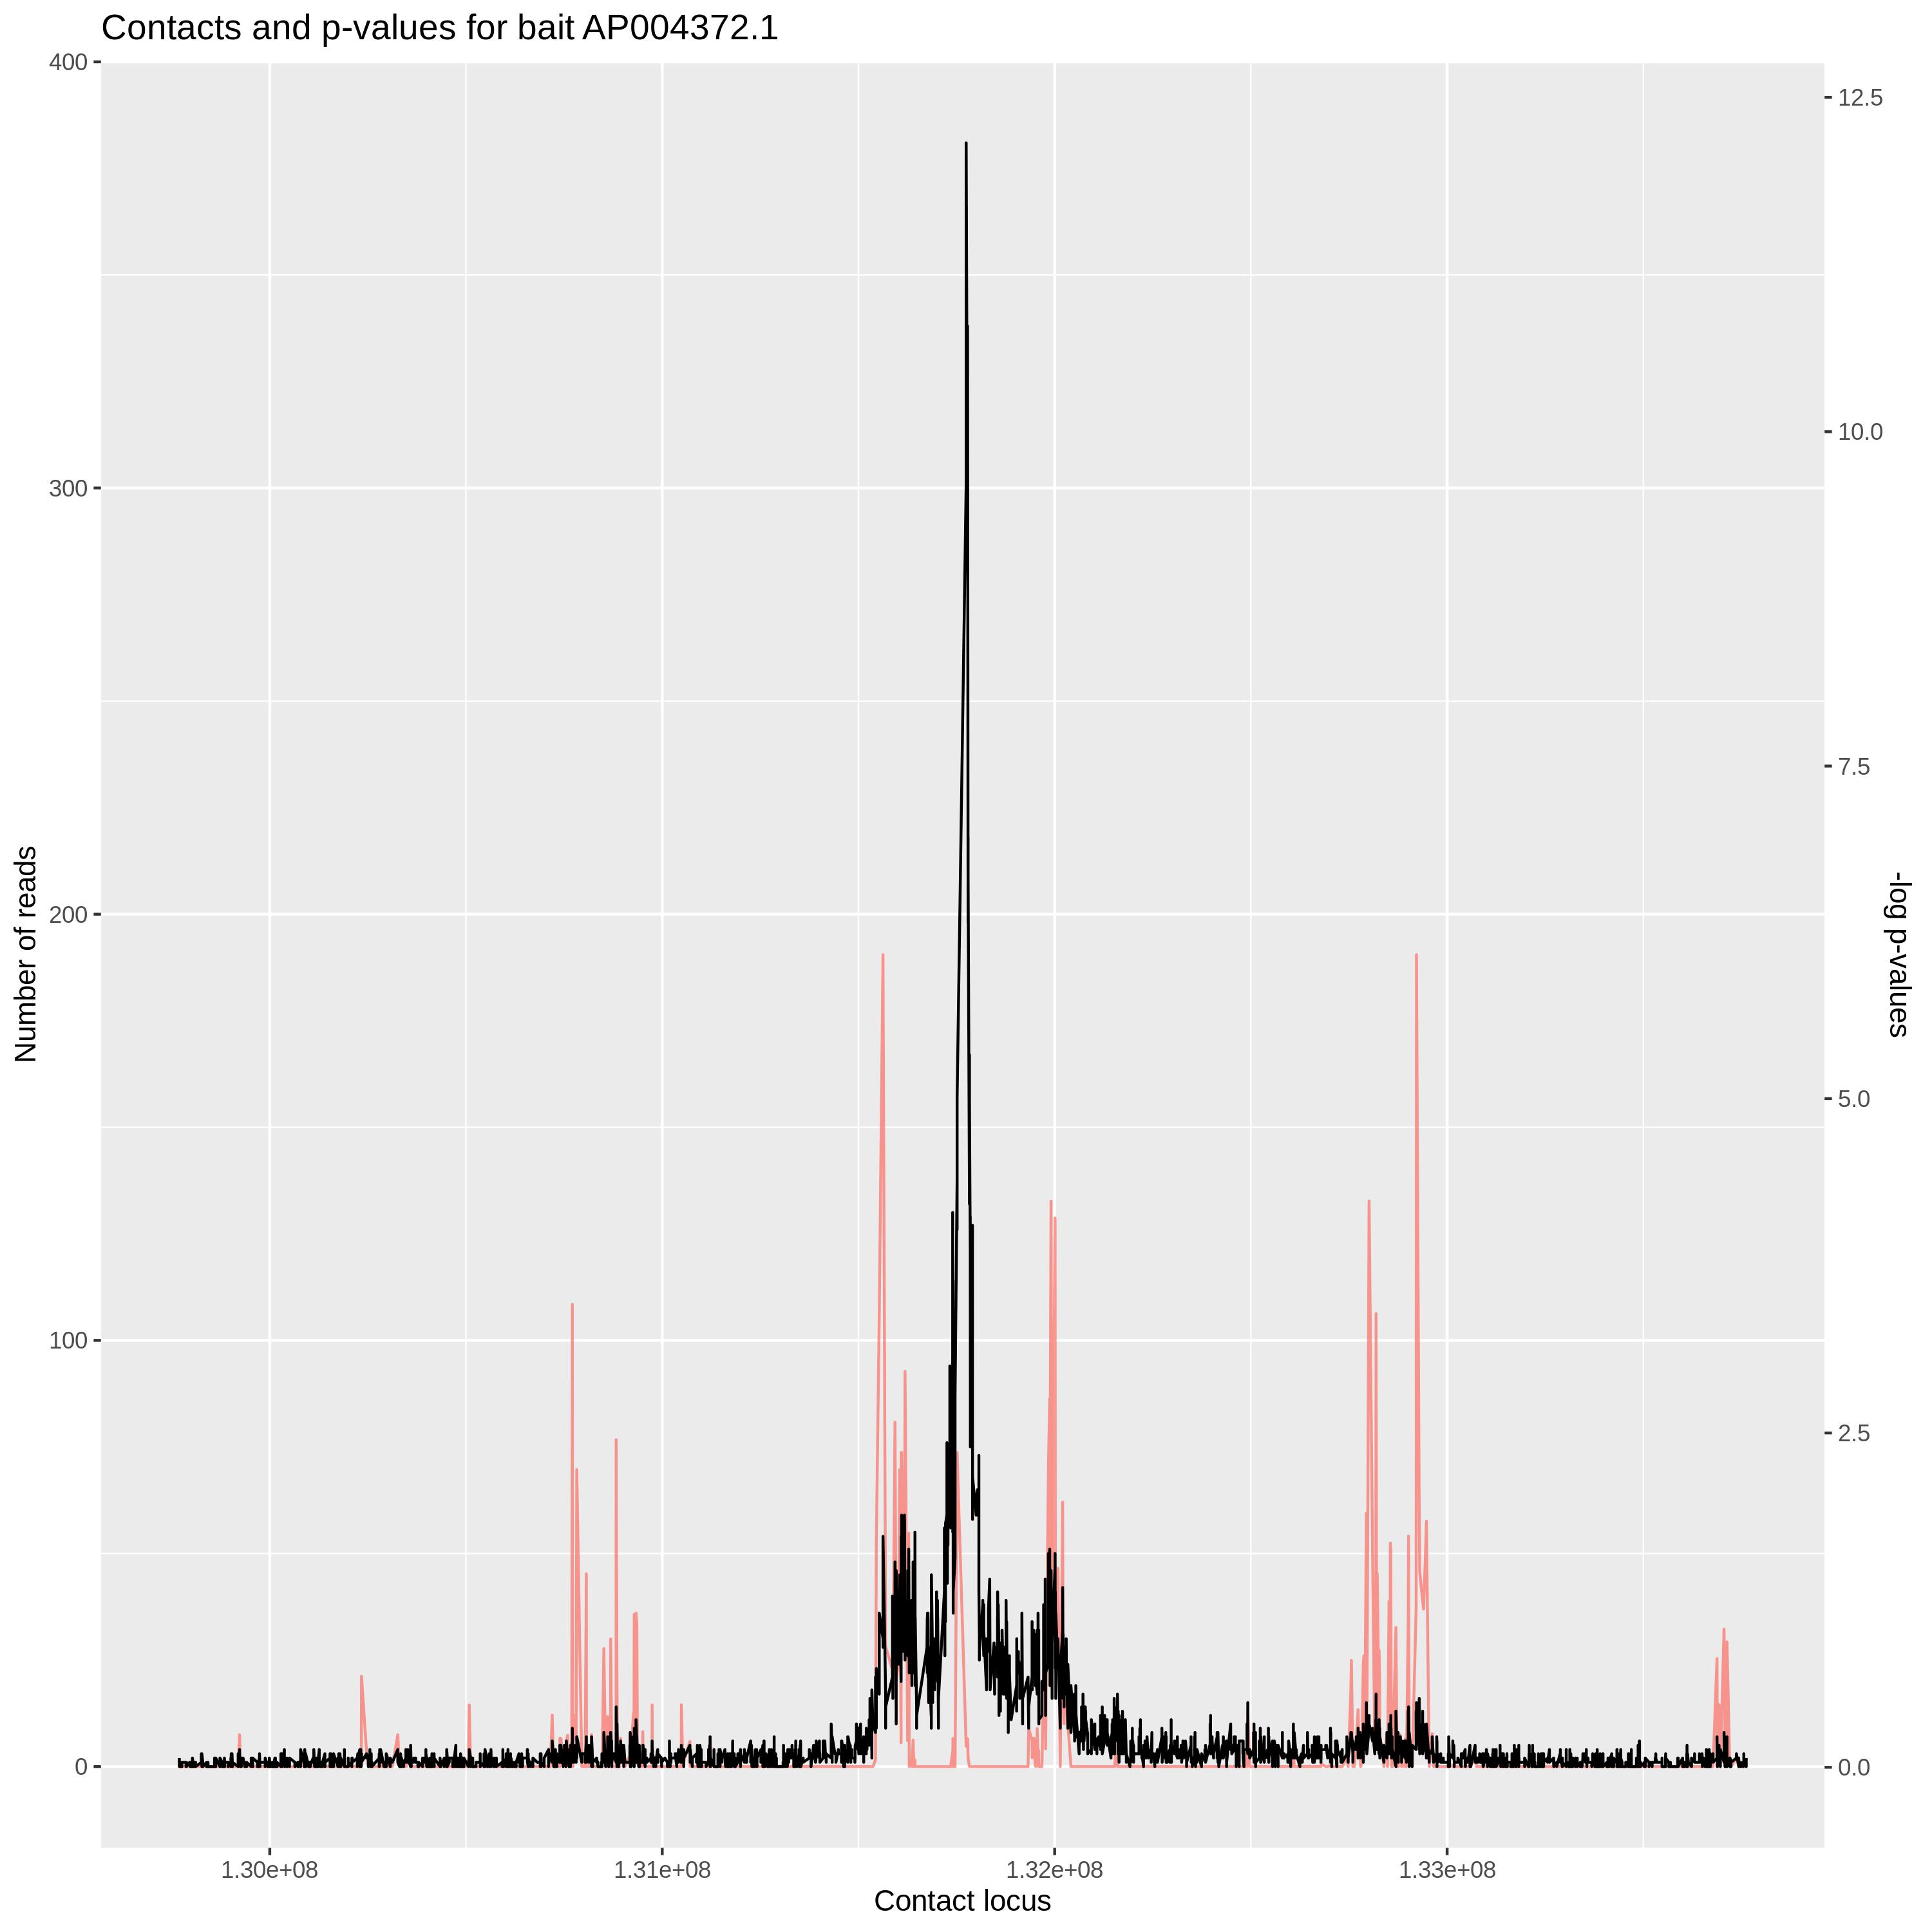 Contacts and p-values for bait AP004372.1
400
300
200
100
0
Number of reads
12.5
10.0
7.5
5.0
2.5
0.0
-log p-values
1.30e+08
1.31e+08
1.32e+08
1.33e+08
Contact locus